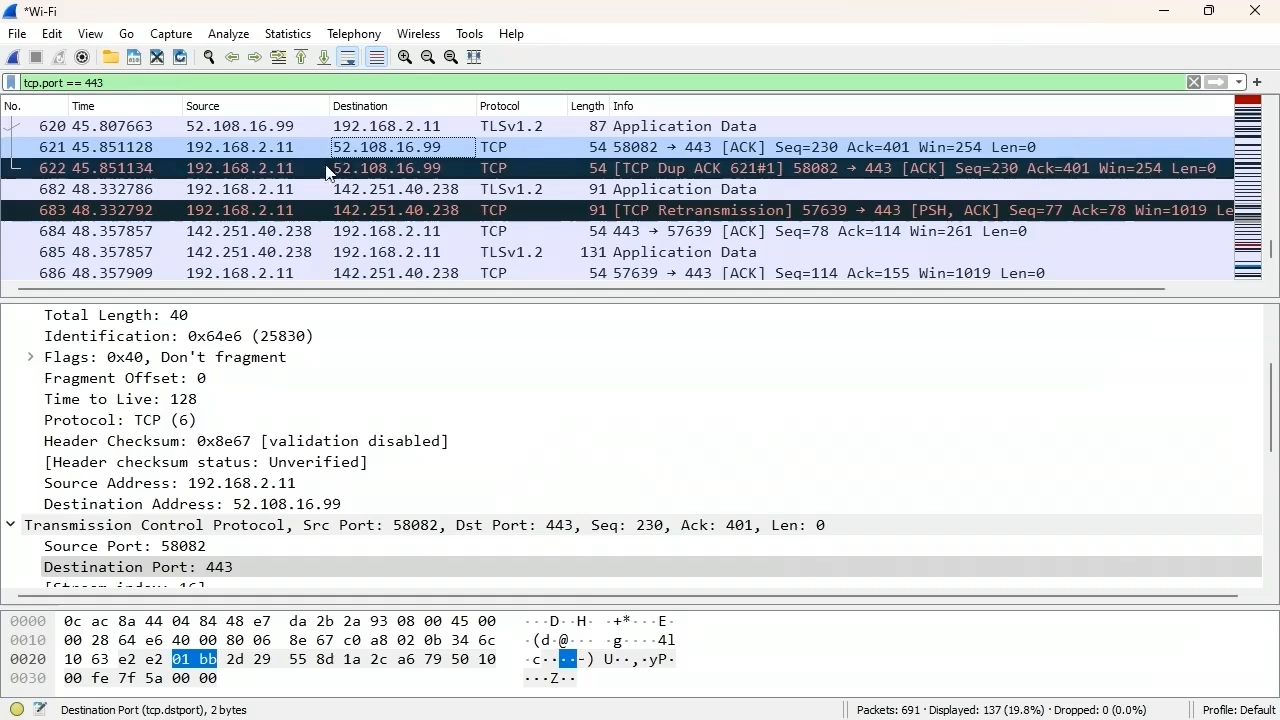 *Wi-Fi
File Edit View Go Capture Analyze Statistics Telephony Wireless Tools Help
tcp.port == 443
No. Time Source Destination Protocol Length Info
620 45.807663 52.108.16.99 192.168.2.11 TLSv1.2 87 Application Data
621 45.851128 192.168.2.11 52.108.16.99 TCP 54 58082 → 443 [ACK] Seq=230 Ack=401 Win=254 Len=0
622 45.851134 192.168.2.11 52.108.16.99 TCP 54 [TCP Dup ACK 621#1] 58082 → 443 [ACK] Seq=230 Ack=401 Win=254 Len=0
682 48.332786 192.168.2.11 142.251.40.238 TLSv1.2 91 Application Data
683 48.332792 192.168.2.11 142.251.40.238 TCP 91 [TCP Retransmission] 57639 → 443 [PSH, ACK] Seq=77 Ack=78 Win=1019 Le
684 48.357857 142.251.40.238 192.168.2.11 TCP 54 443 → 57639 [ACK] Seq=78 Ack=114 Win=261 Len=0
685 48.357857 142.251.40.238 192.168.2.11 TLSv1.2 131 Application Data
686 48.357909 192.168.2.11 142.251.40.238 TCP 54 57639 → 443 [ACK] Seq=114 Ack=155 Win=1019 Len=0
Total Length: 40
Identification: 0x64e6 (25830)
Flags: 0x40, Don't fragment
Fragment Offset: 0
Time to Live: 128
Protocol: TCP (6)
Header Checksum: 0x8e67 [validation disabled]
[Header checksum status: Unverified]
Source Address: 192.168.2.11
Destination Address: 52.108.16.99
Transmission Control Protocol, Src Port: 58082, Dst Port: 443, Seq: 230, Ack: 401, Len: 0
Source Port: 58082
Destination Port: 443
[Stream index: 16]
0000 0c ac 8a 44 04 84 48 e7 da 2b 2a 93 08 00 45 00 ···D··H· ·+*···E·
0010 00 28 64 e6 40 00 80 06 8e 67 c0 a8 02 0b 34 6c ·(d·@··· ·g····4l
0020 10 63 e2 e2 01 bb 2d 29 55 8d 1a 2c a6 79 50 10 ·c····-) U··,·yP·
0030 00 fe 7f 5a 00 00 ···Z··
Destination Port (tcp.dstport), 2 bytes Packets: 691 · Displayed: 137 (19.8%) · Dropped: 0 (0.0%) Profile: Default